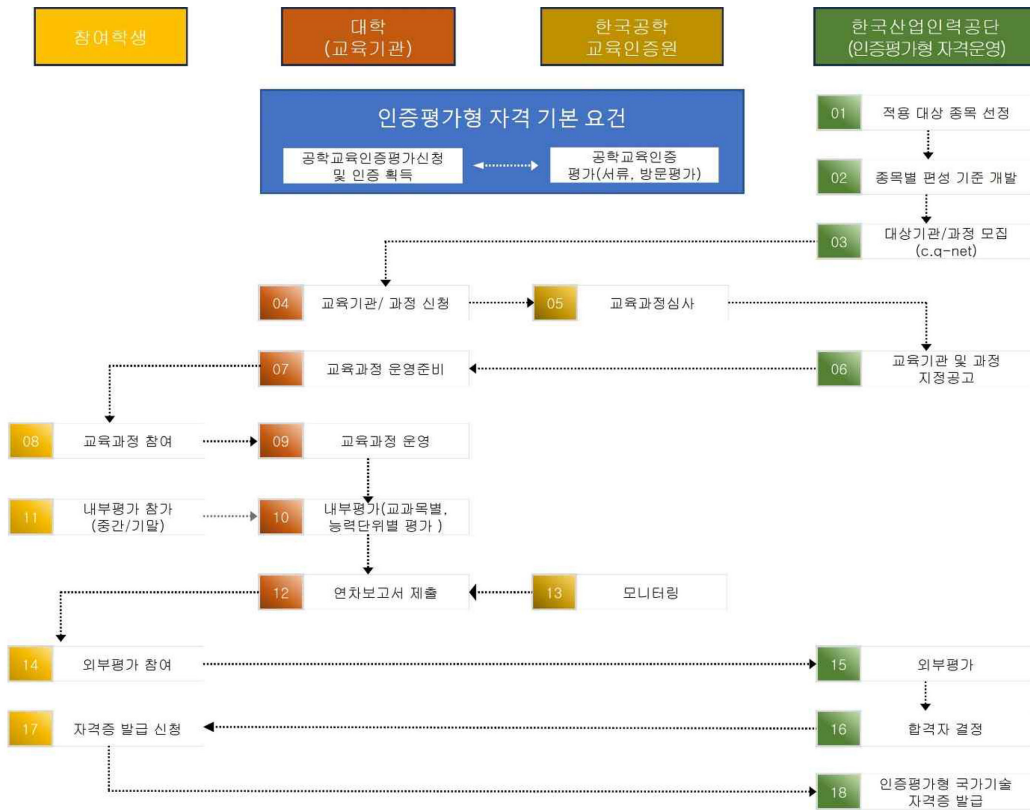 참여학생
대학
(교육기관)
한국공학
교육인증원
한국산업인력공단
(인증평가형 자격운영)
인증평가형 자격 기본 요건
공학교육인증평가신청
및 인증 획득
공학교육인증
평가(서류, 방문평가)
01 적용 대상 종목 선정
02 종목별 편성 기준 개발
03 대상기관/과정 모집
(c.q-net)
04 교육기관/ 과정 신청
05 교육과정심사
06 교육기관 및 과정
지정공고
07 교육과정 운영준비
08 교육과정 참여
09 교육과정 운영
11 내부평가 참가
(중간/기말)
10 내부평가(교과목별,
능력단위별 평가 )
12 연차보고서 제출
13 모니터링
14 외부평가 참여
15 외부평가
17 자격증 발급 신청
16 합격자 결정
18 인증평가형 국가기술
자격증 발급